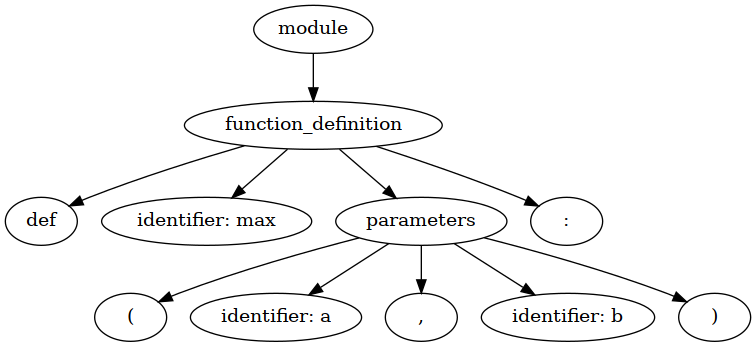 module
function_definition
def
identifier: max
parameters
:
(
identifier: a
,
identifier: b
)